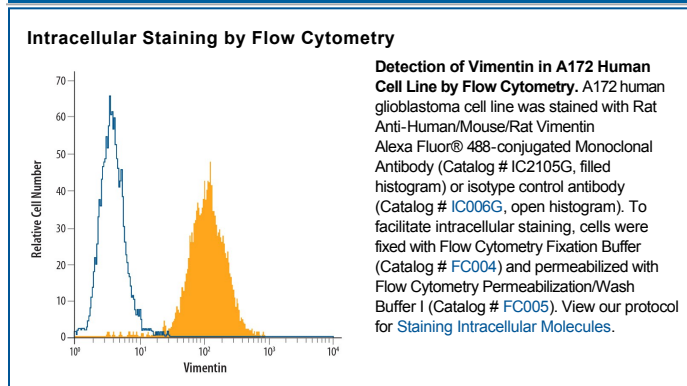 Intracellular Staining by Flow Cytometry
Detection of Vimentin in A172 Human
Cell Line by Flow Cytometry. A172 human
glioblastoma cell line was stained with Rat
Anti-Human/Mouse/Rat Vimentin
Alexa Fluor® 488-conjugated Monoclonal
Antibody (Catalog # IC2105G, filled
histogram) or isotype control antibody
(Catalog # IC006G, open histogram). To
facilitate intracellular staining, cells were
fixed with Flow Cytometry Fixation Buffer
(Catalog # FC004) and permeabilized with
Flow Cytometry Permeabilization/Wash
Buffer I (Catalog # FC005). View our protocol
for Staining Intracellular Molecules.
Relative Cell Number
70
60
50
40
30
20
10
0
10⁰ 10¹ 10² 10³ 10⁴
Vimentin